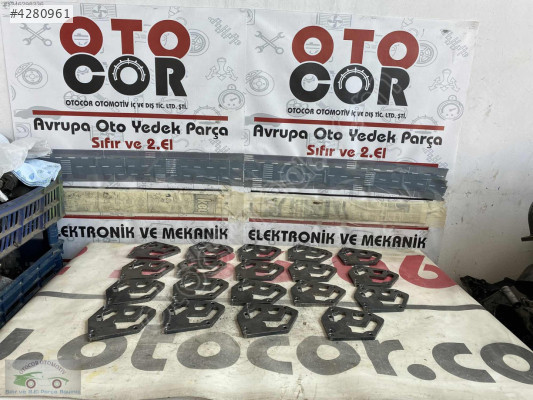 #4280961
OTO
COR
OTOCÖR OTOMOTİV İÇ VE DIŞ TİC. LTD. ŞTİ.
Avrupa Oto Yedek Parça
Sıfır ve 2.El
ELEKTRONİK VE MEKANİK
OTO
COR
OTOCÖR OTOMOTİV İÇ VE DIŞ TİC. LTD. ŞTİ.
Avrupa Oto Yedek Parça
Sıfır ve 2.El
ELEKTRONİK VE MEKANİK
otocor.co